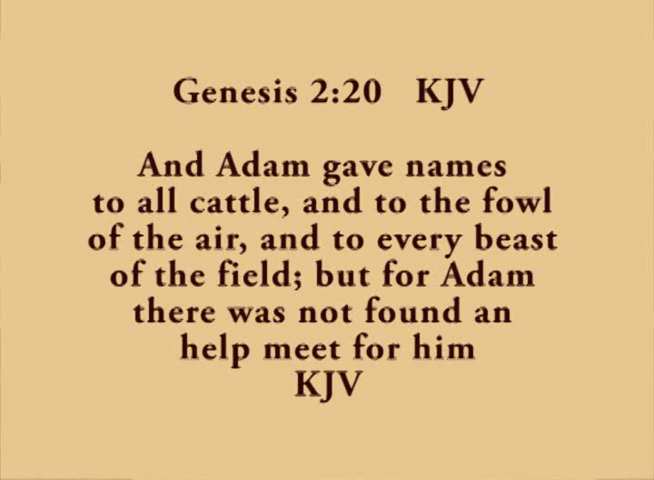 Genesis 2:20 KJV
And Adam gave names
to all cattle, and to the fowl
of the air, and to every beast
of the field; but for Adam
there was not found an
help meet for him
KJV